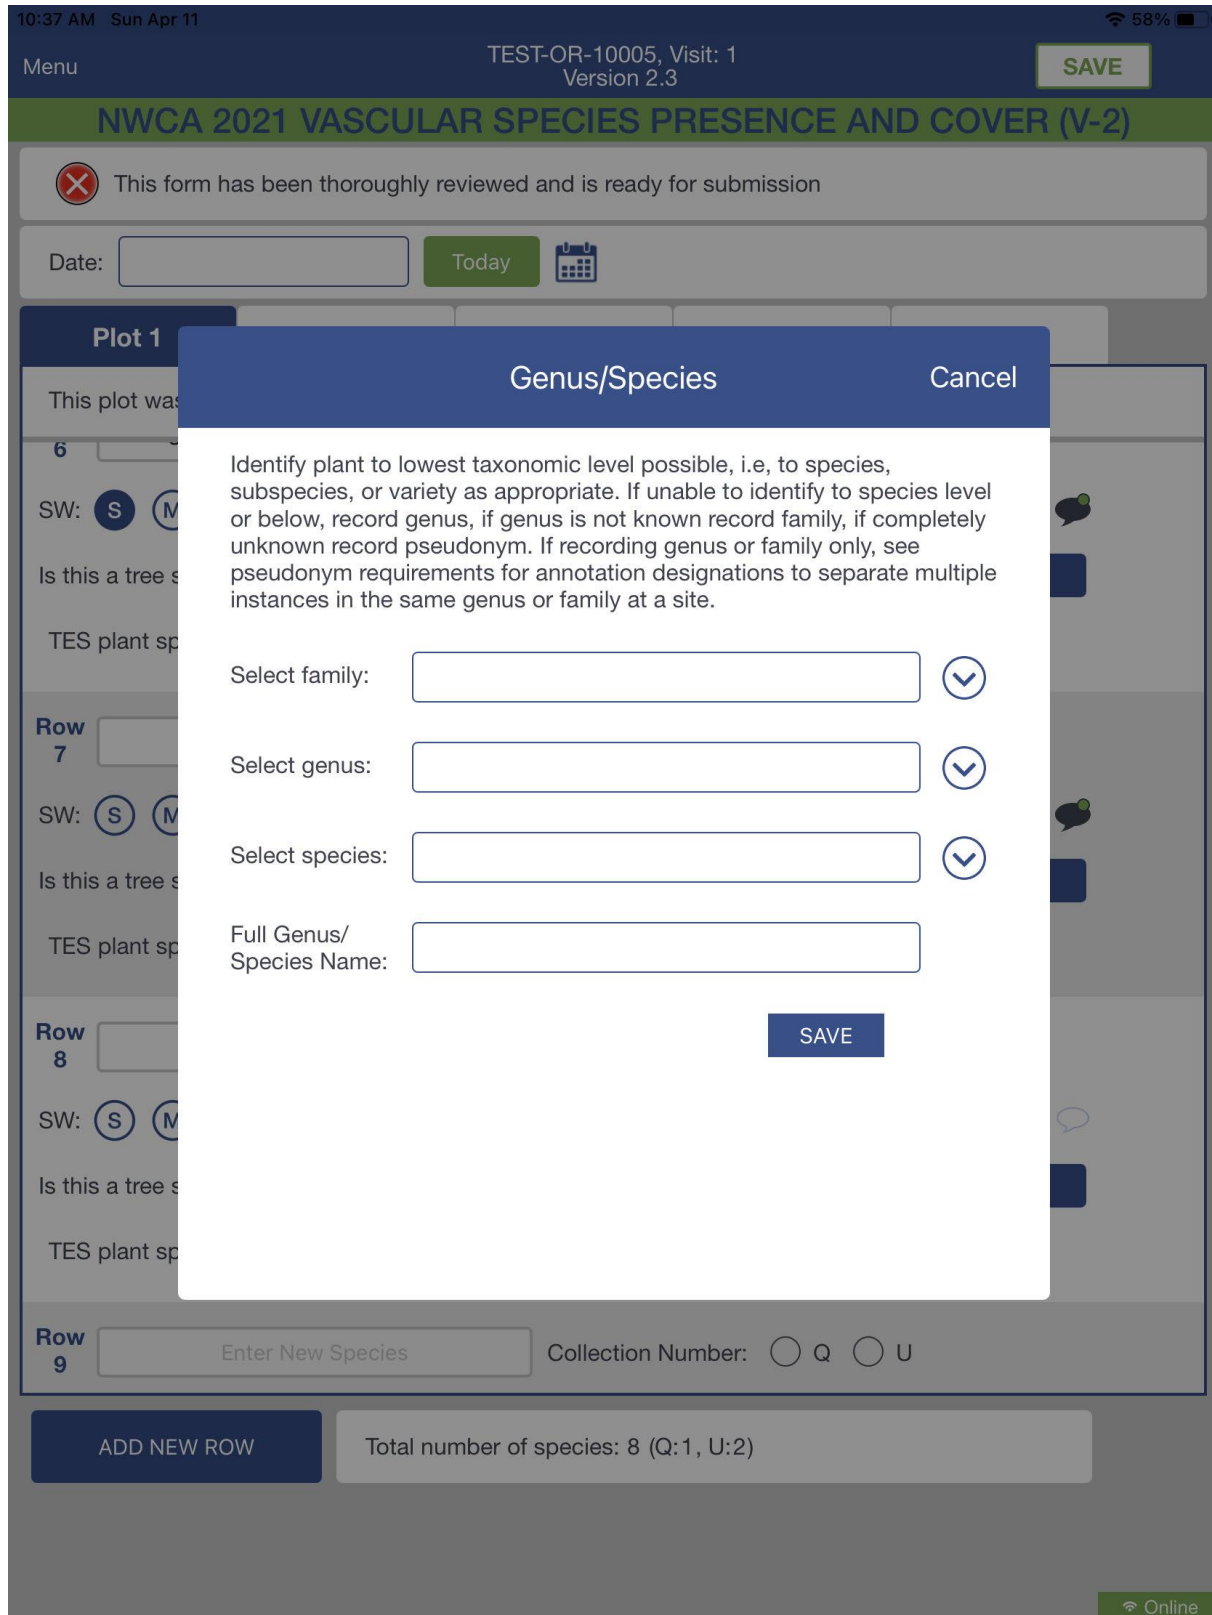 10:37 AM Sun Apr 11
58%
Menu
TEST-OR-10005, Visit: 1
Version 2.3
SAVE
NWCA 2021 VASCULAR SPECIES PRESENCE AND COVER (V-2)
This form has been thoroughly reviewed and is ready for submission
Date:
Today
Plot 1
This plot was
Genus/Species
Cancel
Identify plant to lowest taxonomic level possible, i.e, to species,
subspecies, or variety as appropriate. If unable to identify to species level
or below, record genus, if genus is not known record family, if completely
unknown record pseudonym. If recording genus or family only, see
pseudonym requirements for annotation designations to separate multiple
instances in the same genus or family at a site.
Select family:
Select genus:
Select species:
Full Genus/
Species Name:
SAVE
6
SW: S M
Is this a tree s
TES plant sp
Row
7
SW: S M
Is this a tree s
TES plant sp
Row
8
SW: S M
Is this a tree s
TES plant sp
Row
9
Enter New Species
Collection Number: Q U
ADD NEW ROW
Total number of species: 8 (Q:1, U:2)
Online